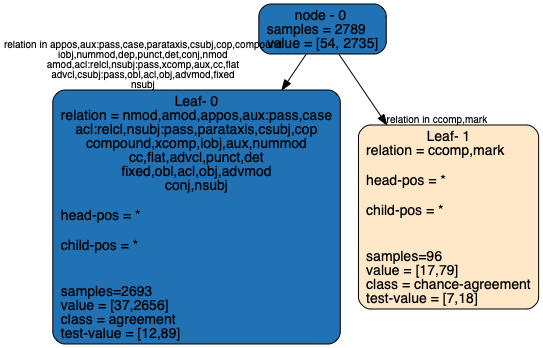 node - 0
samples = 2789
value = [54, 2735]
relation in appos,aux:pass,case,parataxis,csubj,cop,compound
iobj,nummod,dep,punct,det,conj,nmod
amod,acl:relcl,nsubj:pass,xcomp,aux,cc,flat
advcl,csubj:pass,obl,acl,obj,advmod,fixed
nsubj
relation in ccomp,mark
Leaf- 0
relation = nmod,amod,appos,aux:pass,case
acl:relcl,nsubj:pass,parataxis,csubj,cop
compound,xcomp,iobj,aux,nummod
cc,flat,advcl,punct,det
fixed,obl,acl,obj,advmod
conj,nsubj
head-pos = *
child-pos = *
samples=2693
value = [37,2656]
class = agreement
test-value = [12,89]
Leaf- 1
relation = ccomp,mark
head-pos = *
child-pos = *
samples=96
value = [17,79]
class = chance-agreement
test-value = [7,18]